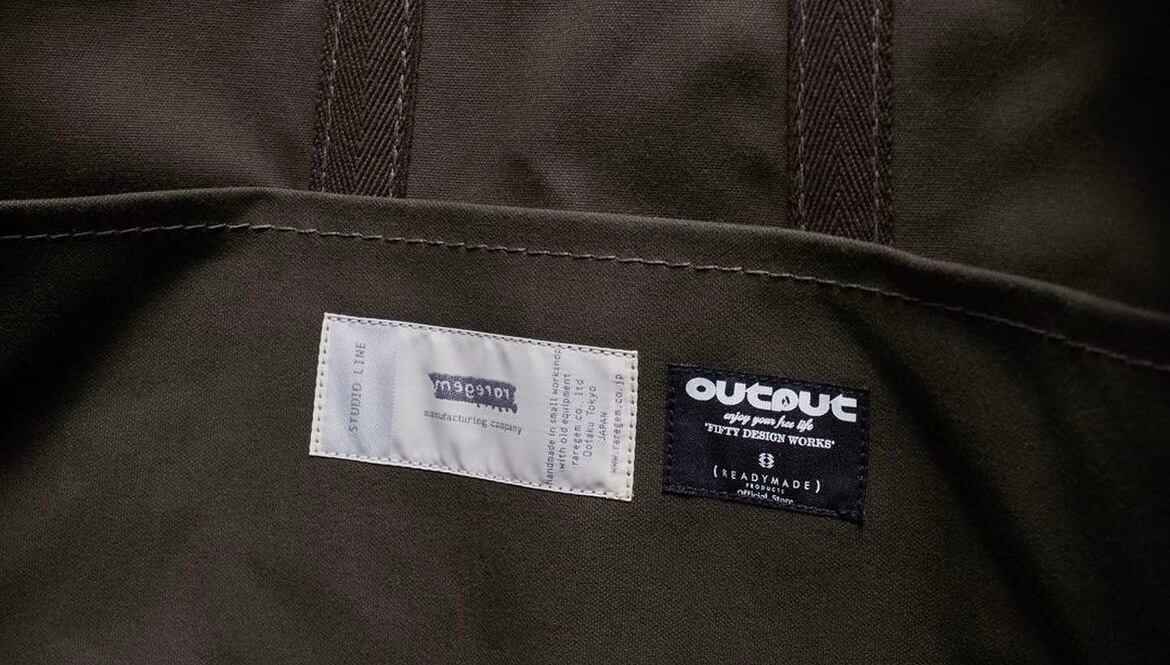 STUDIO LINE
raregem
manufacturing company
handmade in small workshop
with old equipment
raregem co. ltd
Ootaku Tokyo
JAPAN
www.raregem.co.jp
output
enjoy your free life
"FIFTY DESIGN WORKS"
(READYMADE)
PRODUCTS
Official Store